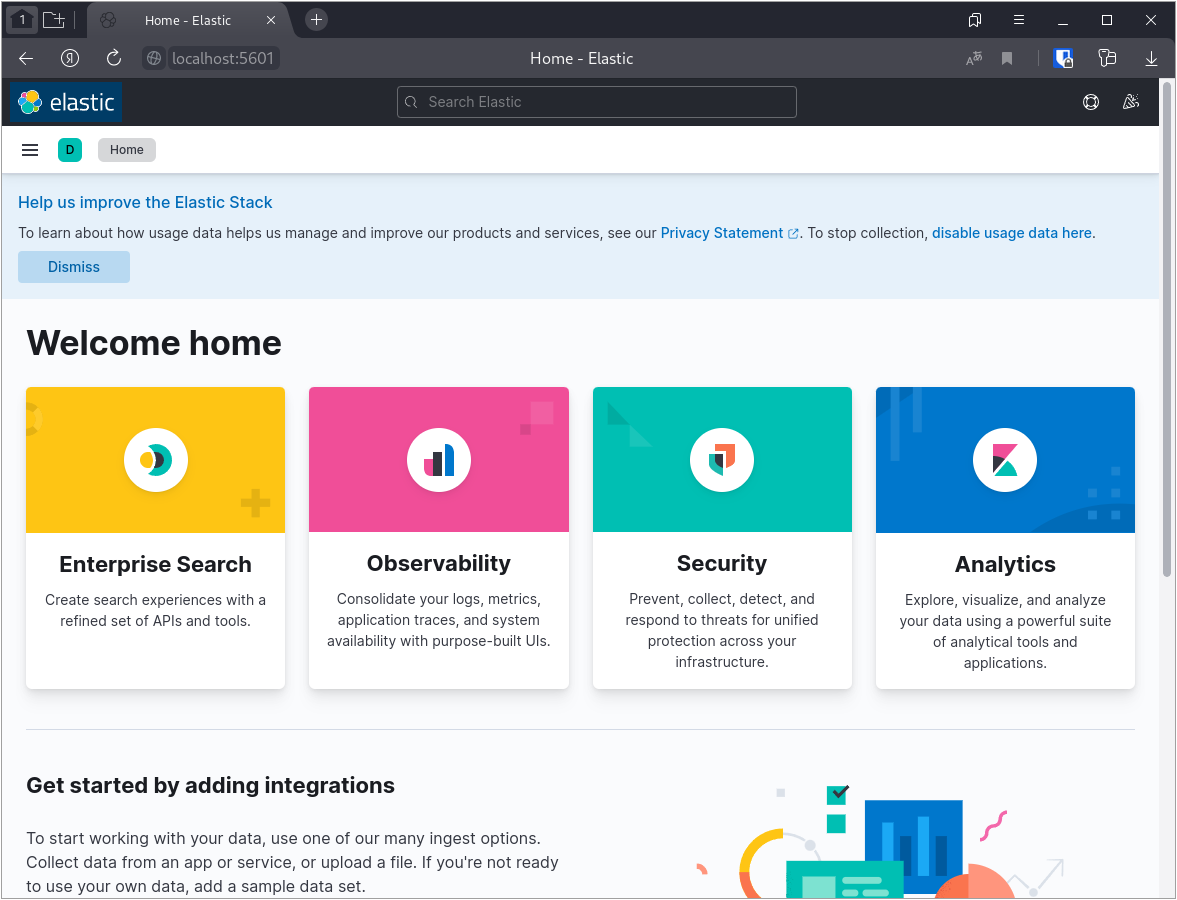 1
Home - Elastic
Я
localhost:5601
Home - Elastic
elastic
Search Elastic
D
Home
Help us improve the Elastic Stack
To learn about how usage data helps us manage and improve our products and services, see our Privacy Statement. To stop collection, disable usage data here.
Dismiss
Welcome home
Enterprise Search
Create search experiences with a
refined set of APIs and tools.
Observability
Consolidate your logs, metrics,
application traces, and system
availability with purpose-built UIs.
Security
Prevent, collect, detect, and
respond to threats for unified
protection across your
infrastructure.
Analytics
Explore, visualize, and analyze
your data using a powerful suite
of analytical tools and
applications.
Get started by adding integrations
To start working with your data, use one of our many ingest options.
Collect data from an app or service, or upload a file. If you're not ready
to use your own data, add a sample data set.